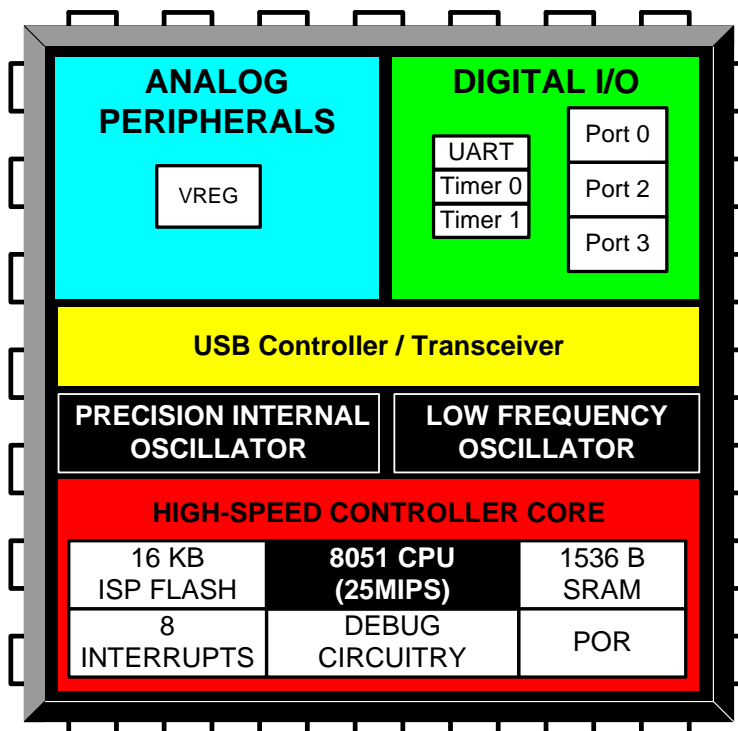 ANALOG
PERIPHERALS
VREG
DIGITAL I/O
UART
Timer 0
Timer 1
Port 0
Port 2
Port 3
USB Controller / Transceiver
PRECISION INTERNAL
OSCILLATOR
LOW FREQUENCY
OSCILLATOR
HIGH-SPEED CONTROLLER CORE
16 KB
ISP FLASH
8051 CPU
(25MIPS)
1536 B
SRAM
8
INTERRUPTS
DEBUG
CIRCUITRY
POR